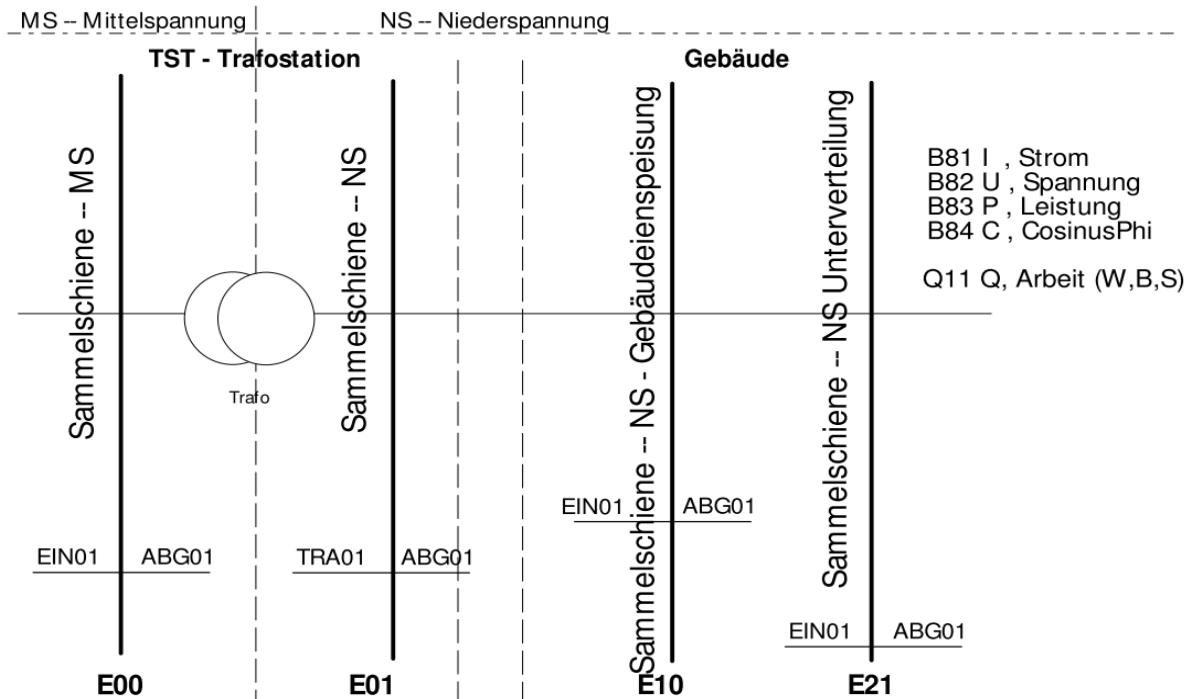 MS -- Mittelspannung
NS -- Niederspannung
TST - Trafostation
Gebäude
Sammelschiene -- MS
Sammelschiene -- NS
Sammelschiene -- NS - Gebäudeienspeisung
Sammelschiene -- NS Unterverteilung
B81 I , Strom
B82 U , Spannung
B83 P , Leistung
B84 C , CosinusPhi
Q11 Q, Arbeit (W,B,S)
Trafo
EIN01 ABG01
TRA01 ABG01
EIN01 ABG01
EIN01 ABG01
E00
E01
E10
E21